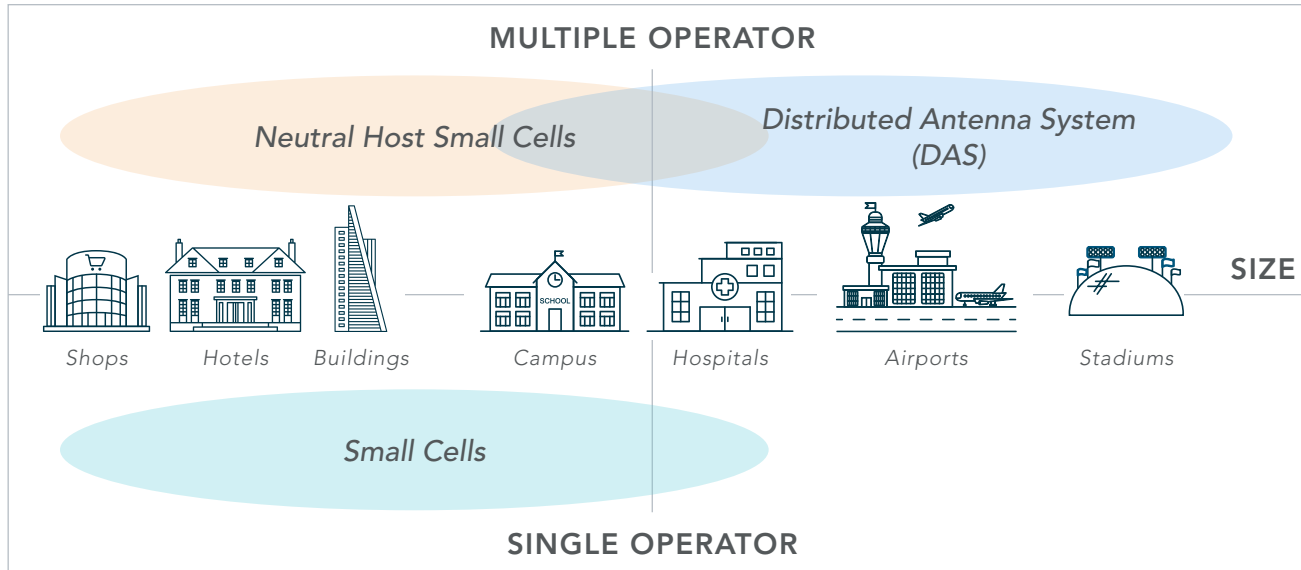 MULTIPLE OPERATOR
Neutral Host Small Cells
Distributed Antenna System
(DAS)
SIZE
SCHOOL
Shops
Hotels
Buildings
Campus
Hospitals
Airports
Stadiums
Small Cells
SINGLE OPERATOR